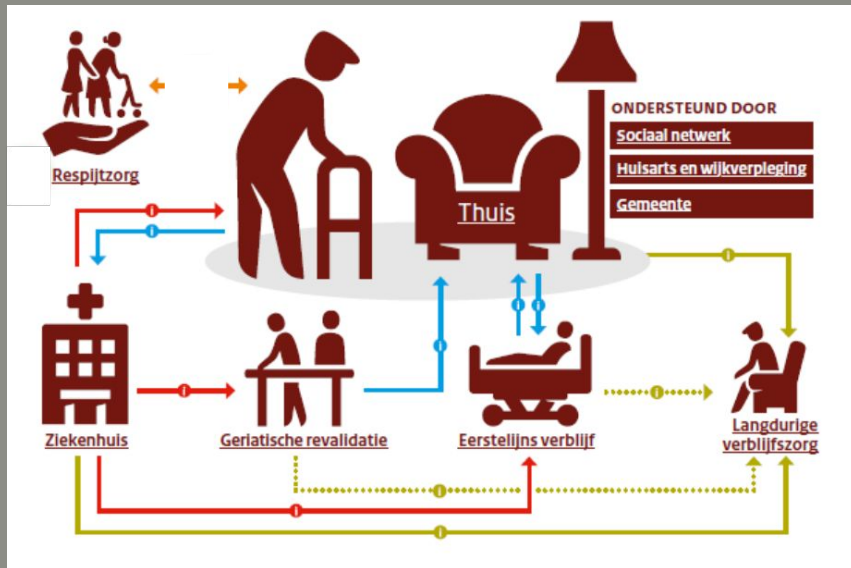 ONDERSTEUND DOOR
Sociaal netwerk
Huisarts en wijkverpleging
Gemeente
Respijtzorg
Thuis
Ziekenhuis
Geriatische revalidatie
Eerstelijns verblijf
Langdurige
verblijfszorg
i
i
i
i
i
i
i
i
i
i
i